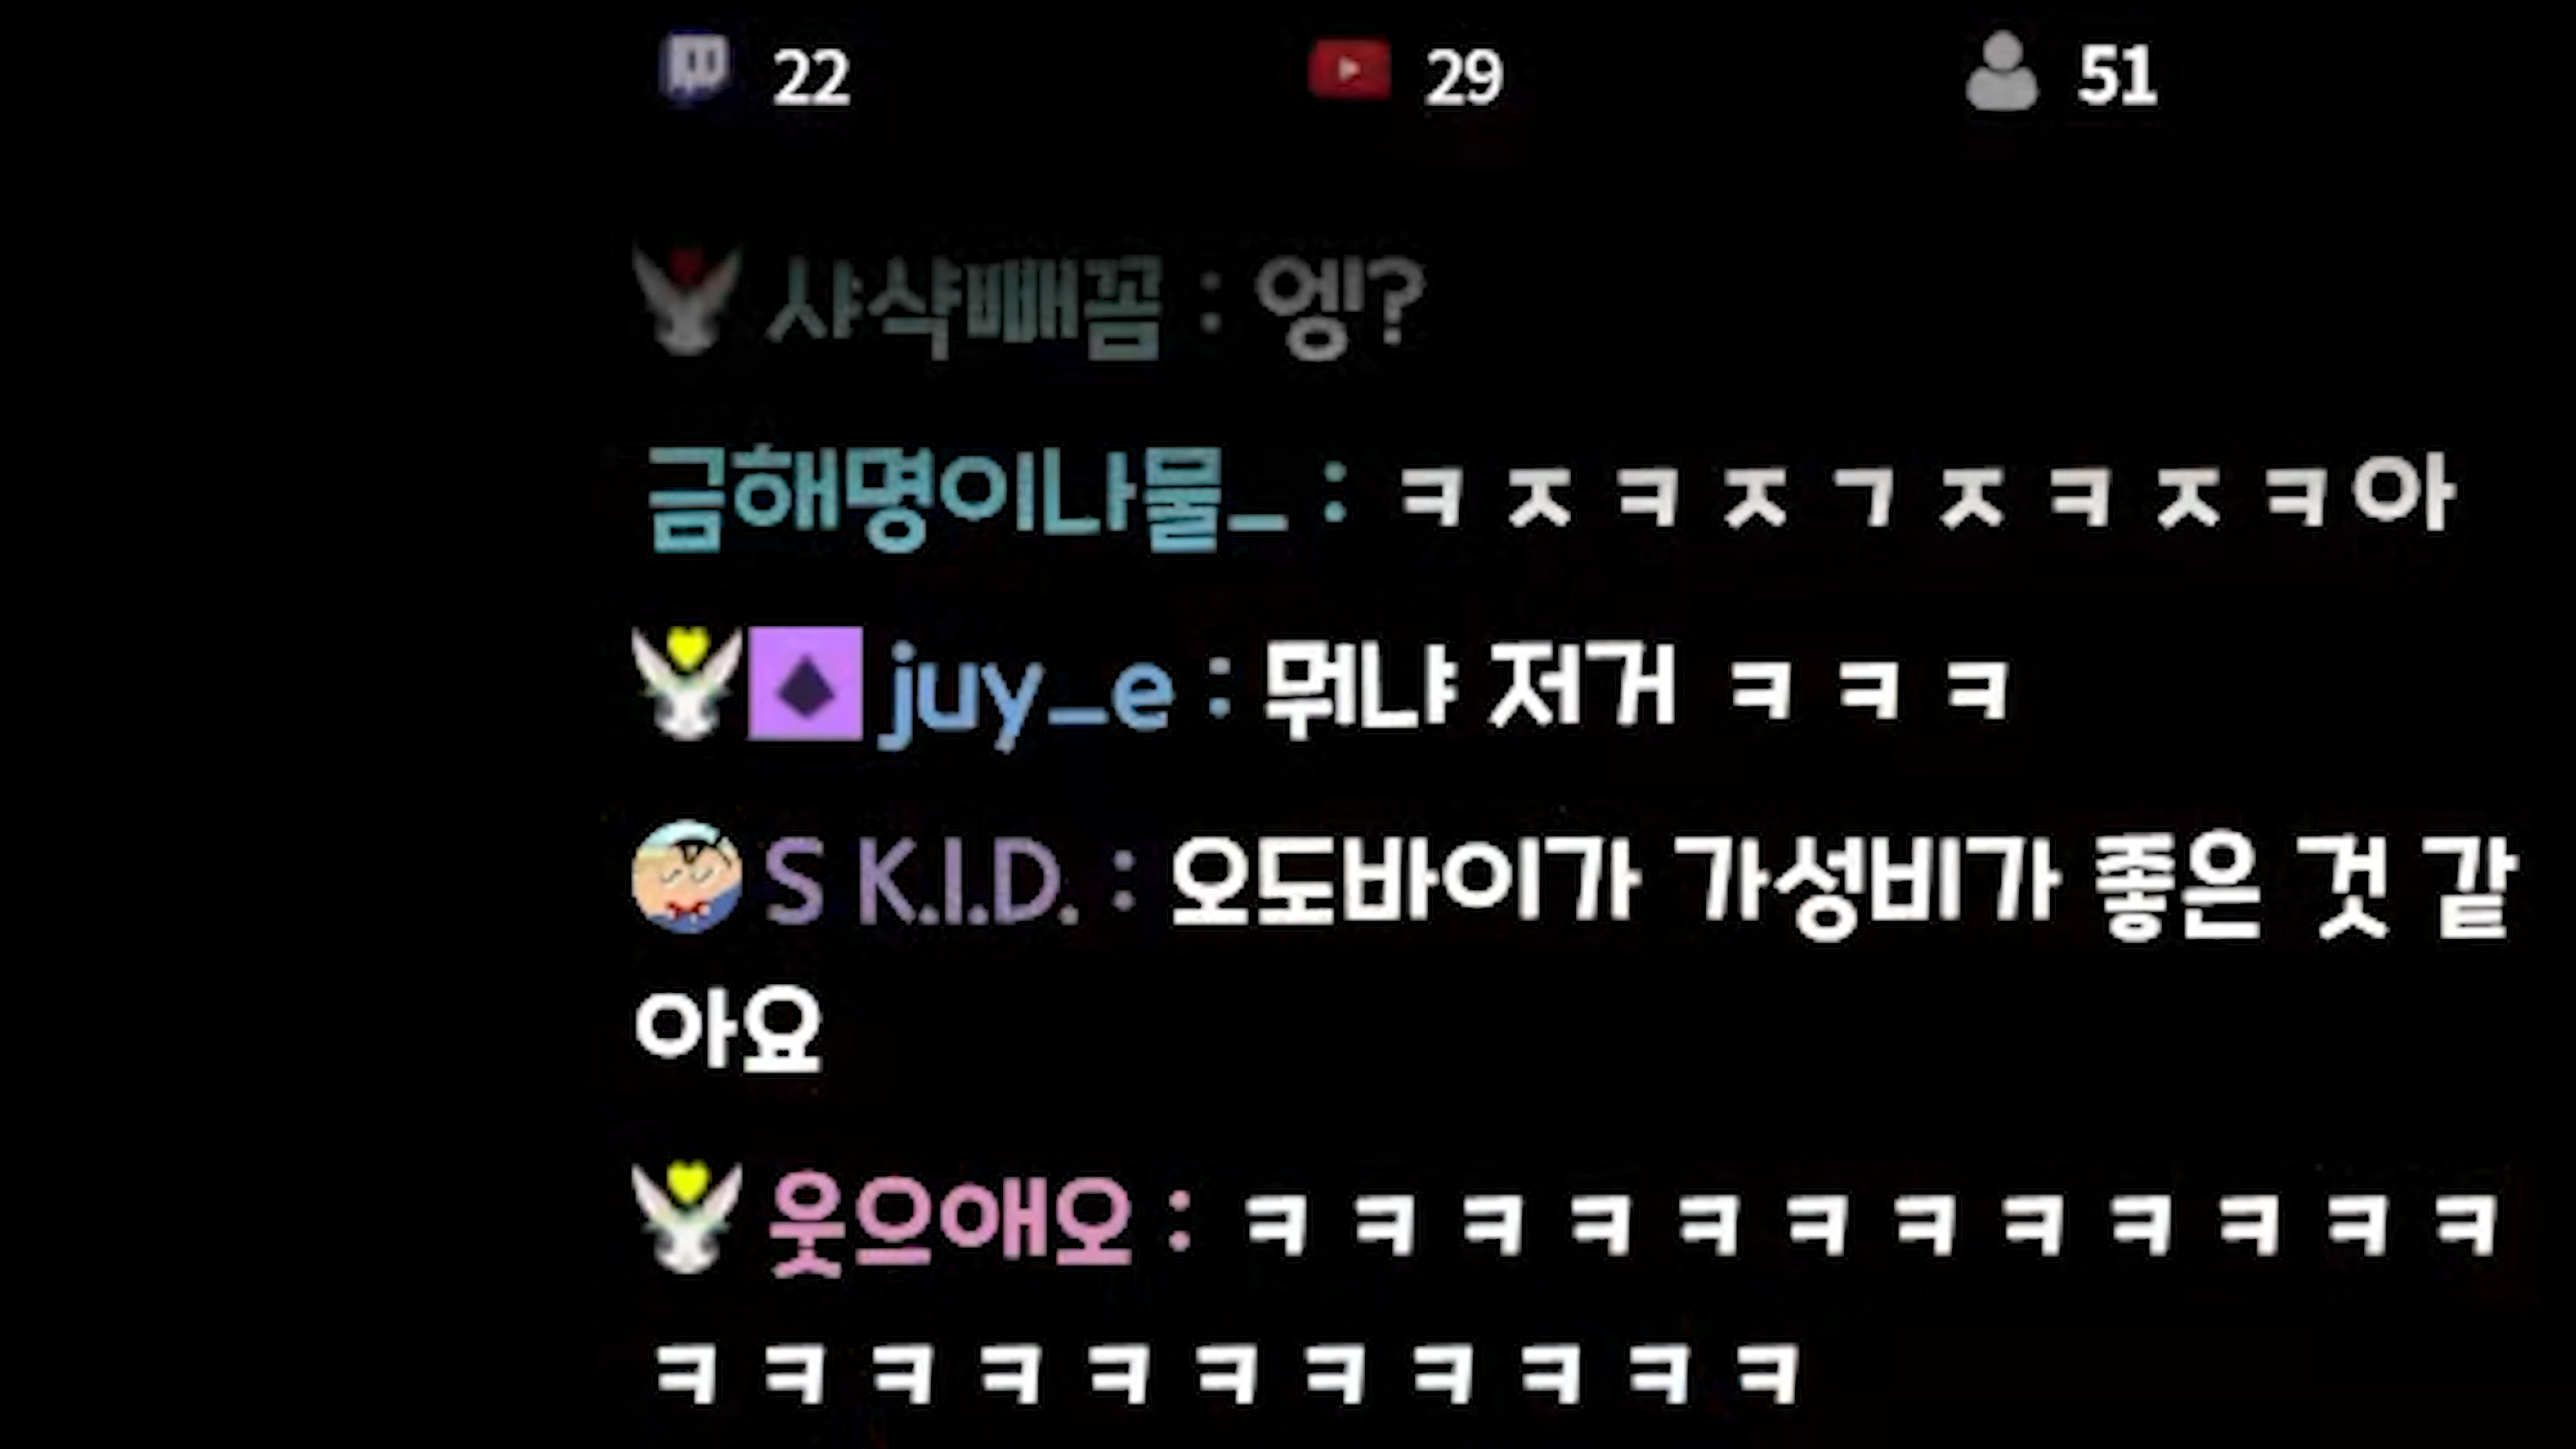 22 29 51
샤샥빼꼼 : 엥?
금해명이나물_ : ㅋㅈㅋㅈㄱㅈㅋㅈㅋ아
juy_e : 뭐냐 저거 ㅋㅋㅋ
S K.I.D. : 오도바이가 가성비가 좋은 것 같
아요
웃으애오 : ㅋㅋㅋㅋㅋㅋㅋㅋㅋㅋㅋㅋ
ㅋㅋㅋㅋㅋㅋㅋㅋㅋㅋㅋ